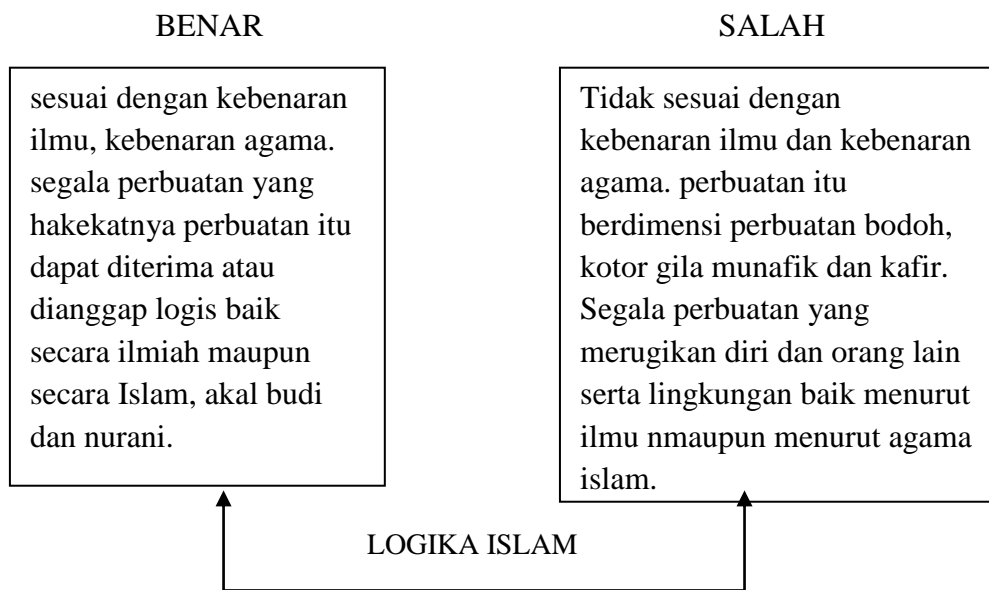 BENAR
sesuai dengan kebenaran
ilmu, kebenaran agama.
segala perbuatan yang
hakekatnya perbuatan itu
dapat diterima atau
dianggap logis baik
secara ilmiah maupun
secara Islam, akal budi
dan nurani.
SALAH
Tidak sesuai dengan
kebenaran ilmu dan kebenaran
agama. perbuatan itu
berdimensi perbuatan bodoh,
kotor gila munafik dan kafir.
Segala perbuatan yang
merugikan diri dan orang lain
serta lingkungan baik menurut
ilmu nmaupun menurut agama
islam.
LOGIKA ISLAM